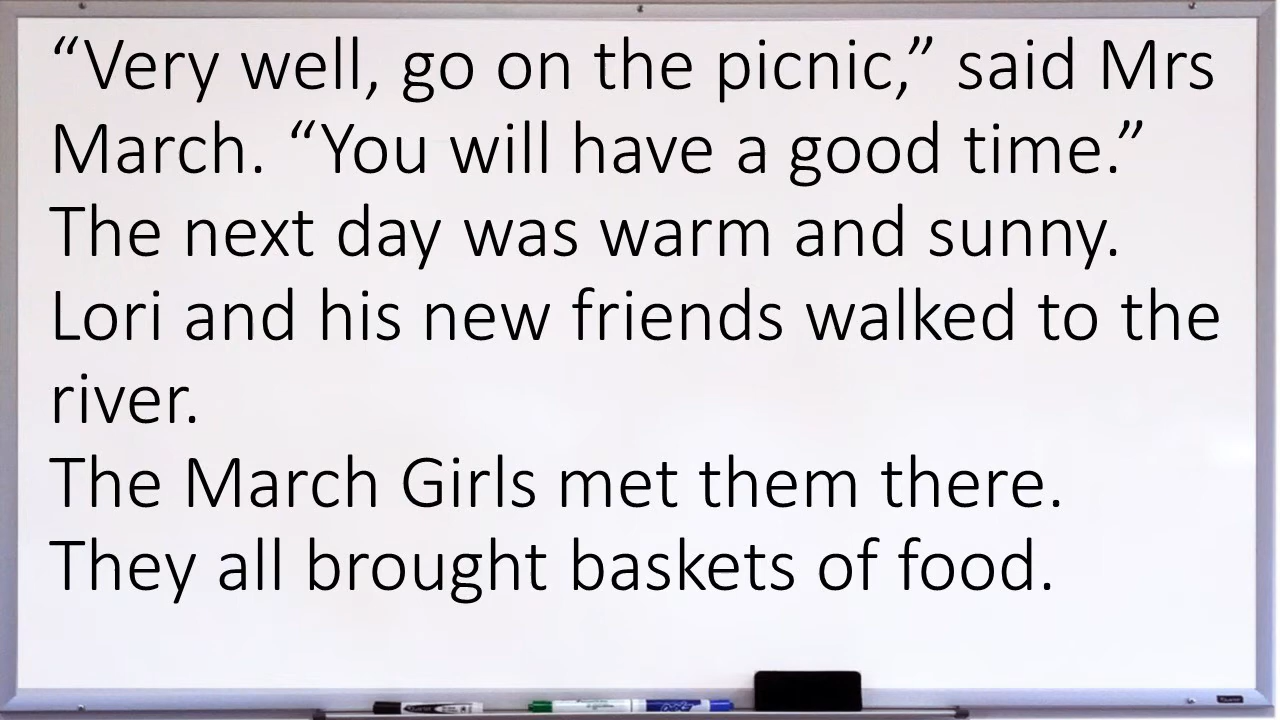 “Very well, go on the picnic,” said Mrs
March. “You will have a good time.”
The next day was warm and sunny.
Lori and his new friends walked to the
river.
The March Girls met them there.
They all brought baskets of food.